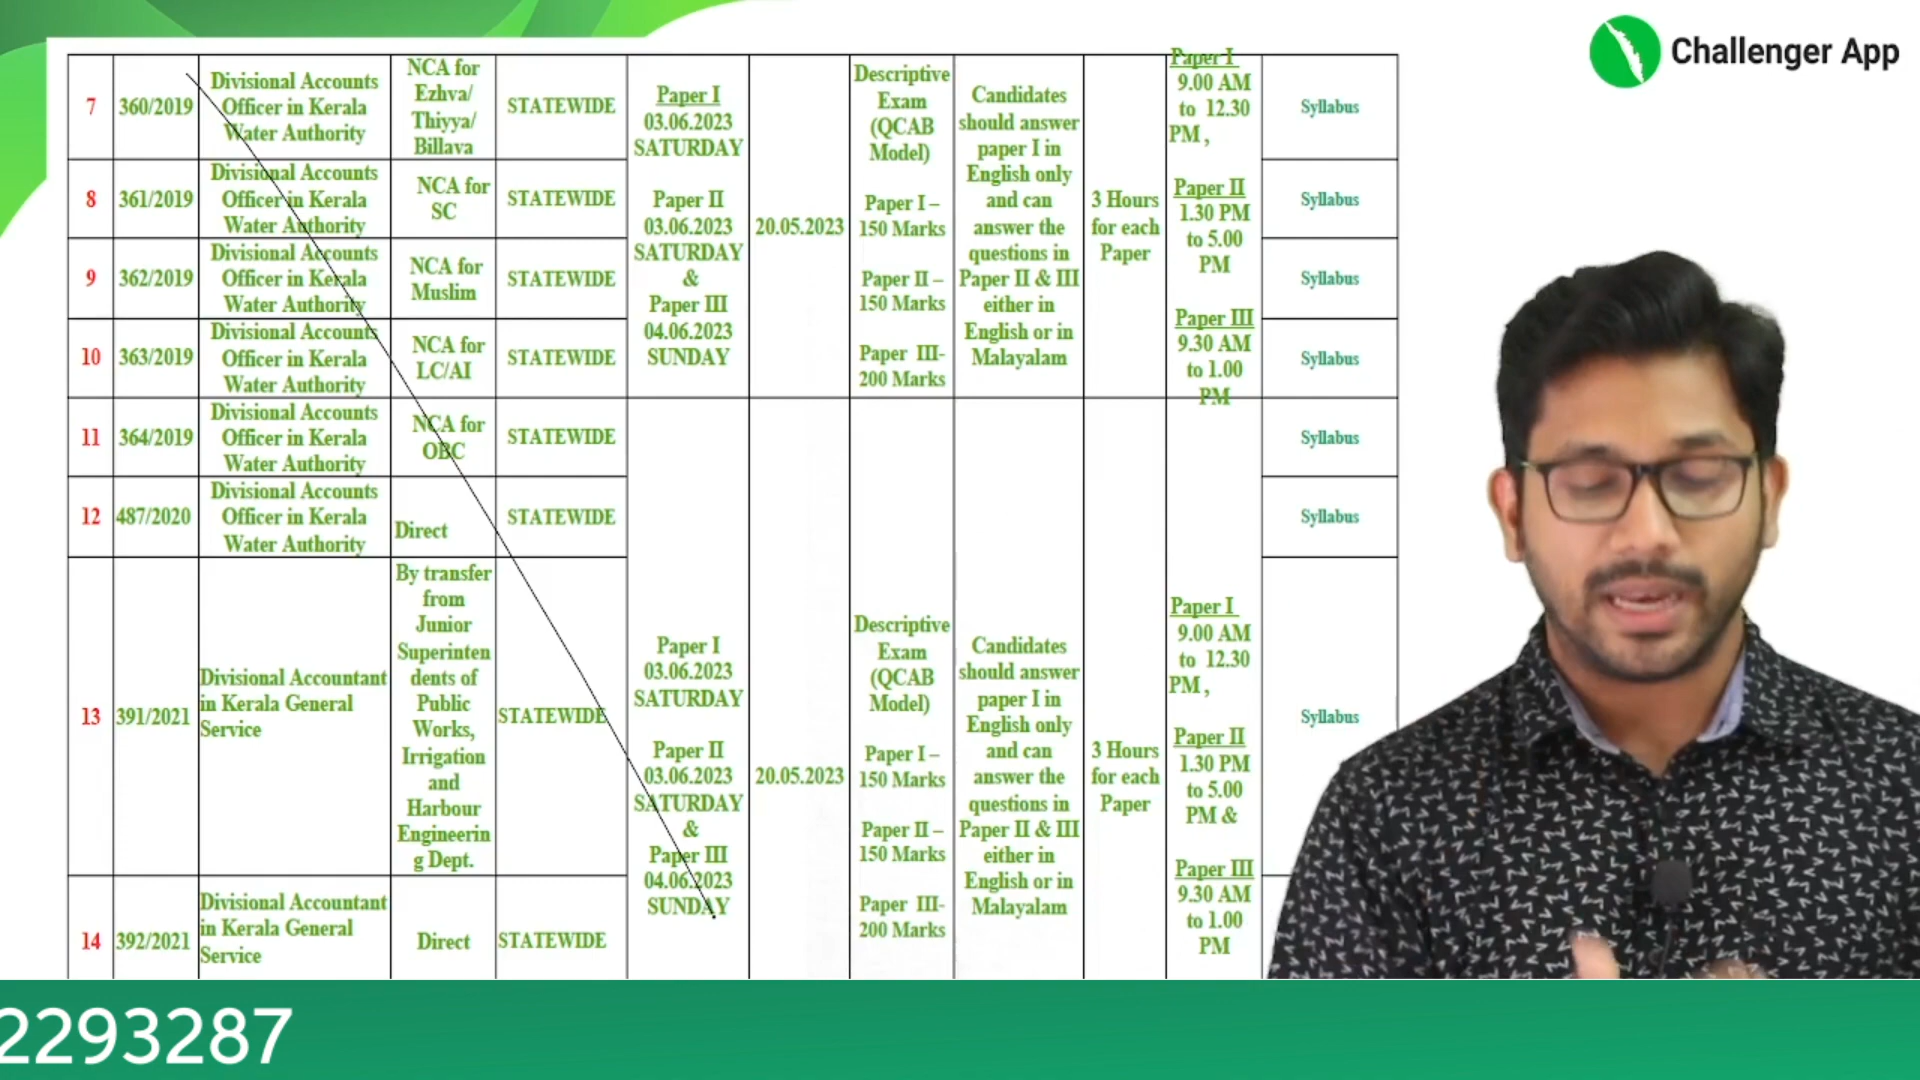 Challenger App
7
360/2019
Divisional Accounts
Officer in Kerala
Water Authority
NCA for
Ezhva/
Thiyya/
Billava
STATEWIDE
Paper I
03.06.2023
SATURDAY
Paper II
03.06.2023
SATURDAY
&
Paper III
04.06.2023
SUNDAY
20.05.2023
Descriptive
Exam
(QCAB
Model)
Paper I –
150 Marks
Paper II –
150 Marks
Paper III-
200 Marks
Candidates
should answer
paper I in
English only
and can
answer the
questions in
Paper II & III
either in
English or in
Malayalam
3 Hours
for each
Paper
Paper I
9.00 AM
to 12.30
PM ,
Paper II
1.30 PM
to 5.00
PM
Paper III
9.30 AM
to 1.00
PM
Syllabus
8
361/2019
Divisional Accounts
Officer in Kerala
Water Authority
NCA for
SC
STATEWIDE
Syllabus
9
362/2019
Divisional Accounts
Officer in Kerala
Water Authority
NCA for
Muslim
STATEWIDE
Syllabus
10
363/2019
Divisional Accounts
Officer in Kerala
Water Authority
NCA for
LC/AI
STATEWIDE
Syllabus
11
364/2019
Divisional Accounts
Officer in Kerala
Water Authority
NCA for
OBC
STATEWIDE
Syllabus
12
487/2020
Divisional Accounts
Officer in Kerala
Water Authority
Direct
STATEWIDE
Syllabus
13
391/2021
Divisional Accountant
in Kerala General
Service
By transfer
from
Junior
Superinten
dents of
Public
Works,
Irrigation
and
Harbour
Engineerin
g Dept.
STATEWIDE
Paper I
03.06.2023
SATURDAY
Paper II
03.06.2023
SATURDAY
&
Paper III
04.06.2023
SUNDAY
20.05.2023
Descriptive
Exam
(QCAB
Model)
Paper I –
150 Marks
Paper II –
150 Marks
Paper III-
200 Marks
Candidates
should answer
paper I in
English only
and can
answer the
questions in
Paper II & III
either in
English or in
Malayalam
3 Hours
for each
Paper
Paper I
9.00 AM
to 12.30
PM ,
Paper II
1.30 PM
to 5.00
PM &
Paper III
9.30 AM
to 1.00
PM
Syllabus
14
392/2021
Divisional Accountant
in Kerala General
Service
Direct
STATEWIDE
2293287